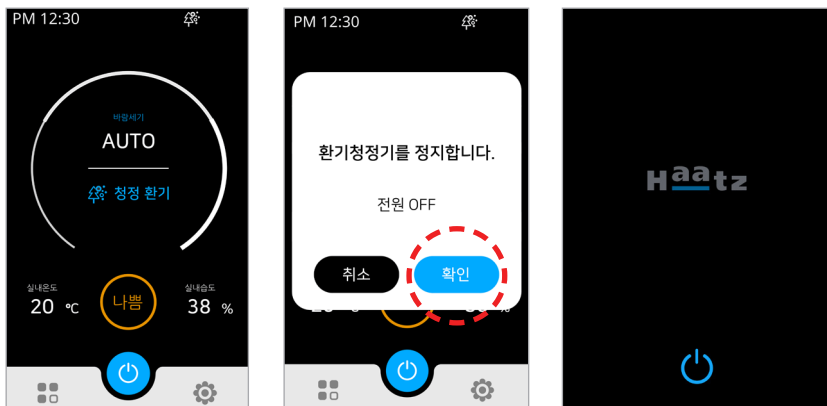 PM 12:30
바람세기
AUTO
청정 환기
실내온도
20 ℃
나쁨
실내습도
38 %
PM 12:30
환기청정기를 정지합니다.
전원 OFF
취소
확인
Haatz